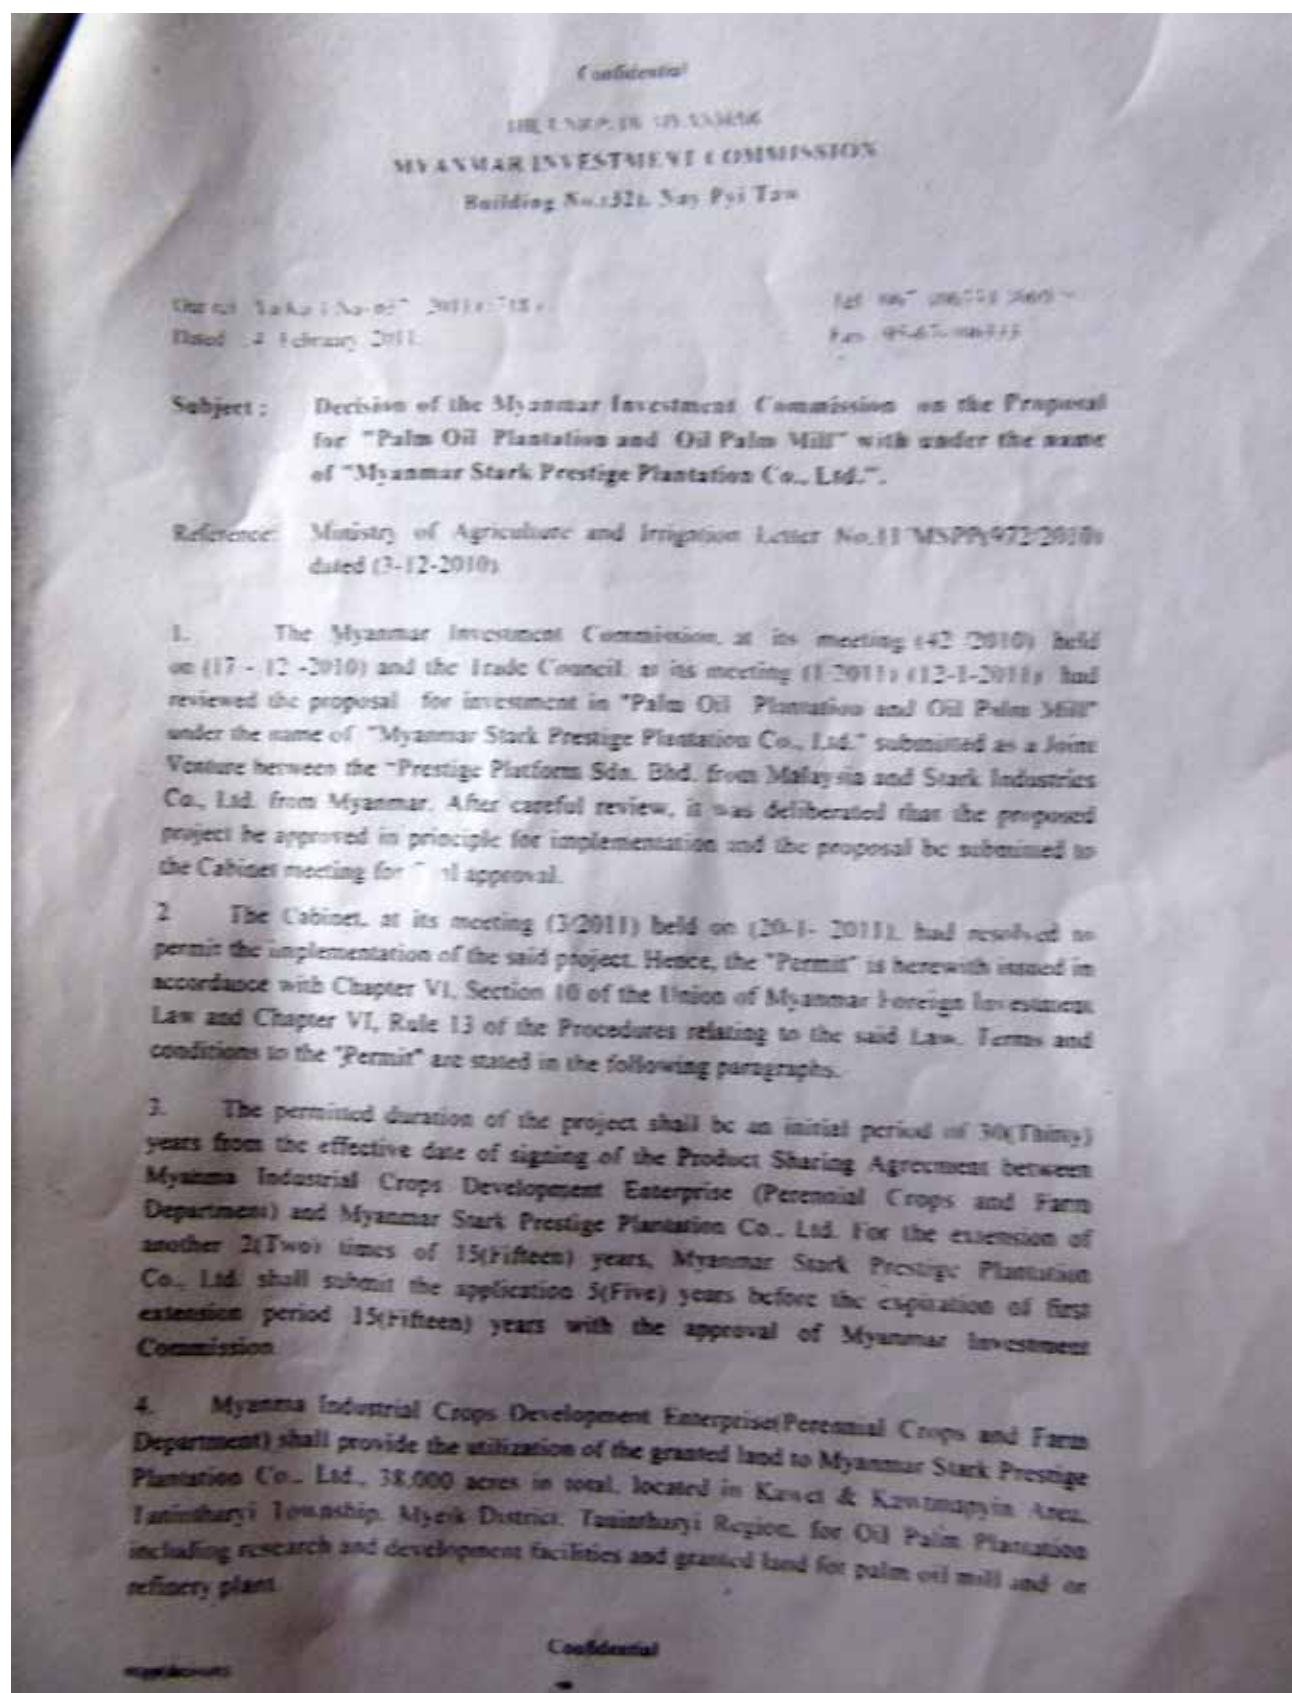 Confidential
MYANMAR INVESTMENT COMMISSION
Building No.(32), Nay Pyi Taw
Dated February 2011
Subject : Decision of the Myanmar Investment Commission on the Proposal
for "Palm Oil Plantation and Oil Palm Mill" with under the name
of "Myanmar Stark Prestige Plantation Co., Ltd.".
Reference: Ministry of Agriculture and Irrigation Letter
dated (3-12-2010)
1. The Myanmar Investment Commission, at its meeting (42/2010) held
on (17 - 12 -2010) and the Trade Council, at its meeting (1/2011) (12-1-2011) had
reviewed the proposal for investment in "Palm Oil Plantation and Oil Palm Mill"
under the name of "Myanmar Stark Prestige Plantation Co., Ltd." submitted as a Joint
Venture between the "Prestige Platform Sdn. Bhd. from Malaysia and Stark Industries
Co., Ltd. from Myanmar. After careful review, it was deliberated that the proposed
project be approved in principle for implementation and the proposal be submitted to
the Cabinet meeting for approval.
2 The Cabinet, at its meeting (3/2011) held on (20-1- 2011), had resolved to
permit the implementation of the said project. Hence, the "Permit" is herewith issued in
accordance with Chapter VI, Section 10 of the Union of Myanmar Foreign Investment
Law and Chapter VI, Rule 13 of the Procedures relating to the said Law. Terms and
conditions to the "Permit" are stated in the following paragraphs.
3. The permitted duration of the project shall be an initial period of 30(Thirty)
years from the effective date of signing of the Product Sharing Agreement between
Myanma Industrial Crops Development Enterprise (Perennial Crops and Farm
Department) and Myanmar Stark Prestige Plantation Co., Ltd. For the extension of
another 2(Two) times of 15(Fifteen) years, Myanmar Stark Prestige Plantation
Co., Ltd. shall submit the application 5(Five) years before the expiration of first
extension period 15(Fifteen) years with the approval of Myanmar Investment
Commission.
4. Myanma Industrial Crops Development Enterprise(Perennial Crops and Farm
Department) shall provide the utilization of the granted land to Myanmar Stark Prestige
Plantation Co., Ltd., 38,000 acres in total, located in Kawet & Kawtmapyin Area,
Tanintharyi Township, Myeik District, Tanintharyi Region, for Oil Palm Plantation
including research and development facilities and granted land for palm oil mill and or
refinery plant.
Confidential